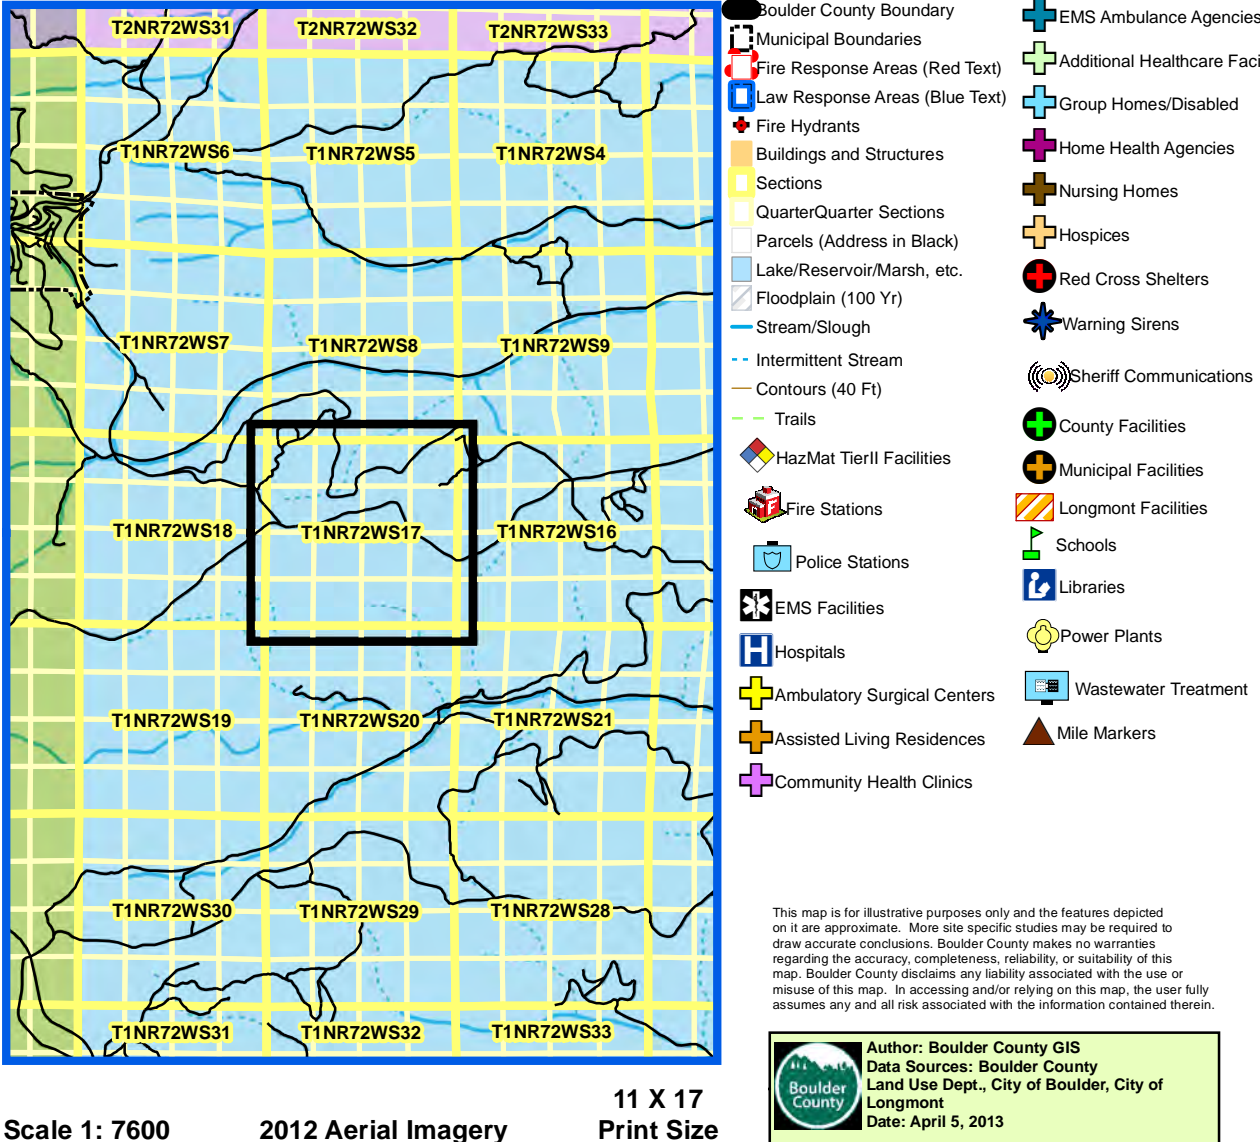 T2NR72WS31
T2NR72WS32
T2NR72WS33
T1NR72WS6
T1NR72WS5
T1NR72WS4
T1NR72WS7
T1NR72WS8
T1NR72WS9
T1NR72WS18
T1NR72WS17
T1NR72WS16
T1NR72WS19
T1NR72WS20
T1NR72WS21
T1NR72WS30
T1NR72WS29
T1NR72WS28
T1NR72WS31
T1NR72WS32
T1NR72WS33
Boulder County Boundary
Municipal Boundaries
Fire Response Areas (Red Text)
Law Response Areas (Blue Text)
Fire Hydrants
Buildings and Structures
Sections
QuarterQuarter Sections
Parcels (Address in Black)
Lake/Reservoir/Marsh, etc.
Floodplain (100 Yr)
Stream/Slough
Intermittent Stream
Contours (40 Ft)
Trails
HazMat TierII Facilities
Fire Stations
Police Stations
EMS Facilities
H Hospitals
Ambulatory Surgical Centers
Assisted Living Residences
Community Health Clinics
EMS Ambulance Agencies
Additional Healthcare Faci
Group Homes/Disabled
Home Health Agencies
Nursing Homes
Hospices
Red Cross Shelters
Warning Sirens
Sheriff Communications
County Facilities
Municipal Facilities
Longmont Facilities
Schools
Libraries
Power Plants
Wastewater Treatment
Mile Markers
This map is for illustrative purposes only and the features depicted
on it are approximate. More site specific studies may be required to
draw accurate conclusions. Boulder County makes no warranties
regarding the accuracy, completeness, reliability, or suitability of this
map. Boulder County disclaims any liability associated with the use or
misuse of this map. In accessing and/or relying on this map, the user fully
assumes any and all risk associated with the information contained therein.
Boulder
County
Author: Boulder County GIS
Data Sources: Boulder County
Land Use Dept., City of Boulder, City of
Longmont
Date: April 5, 2013
Scale 1: 7600
2012 Aerial Imagery
11 X 17
Print Size